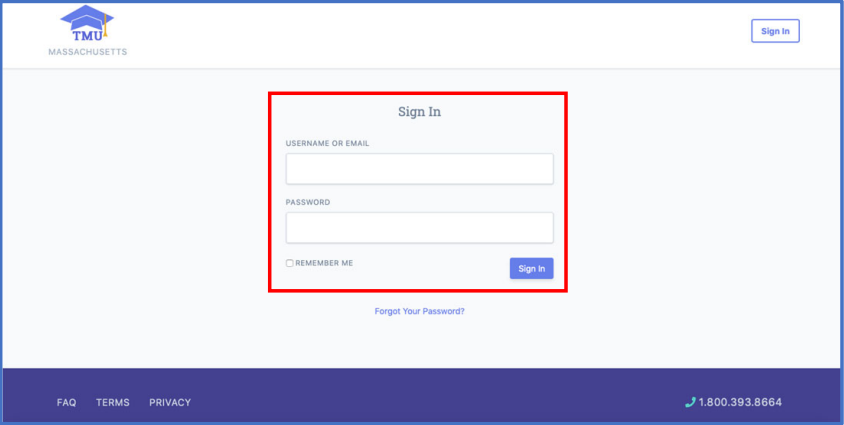 TMU
MASSACHUSETTS
Sign In
Sign In
USERNAME OR EMAIL
PASSWORD
REMEMBER ME
Sign In
Forgot Your Password?
FAQ TERMS PRIVACY
1.800.393.8664